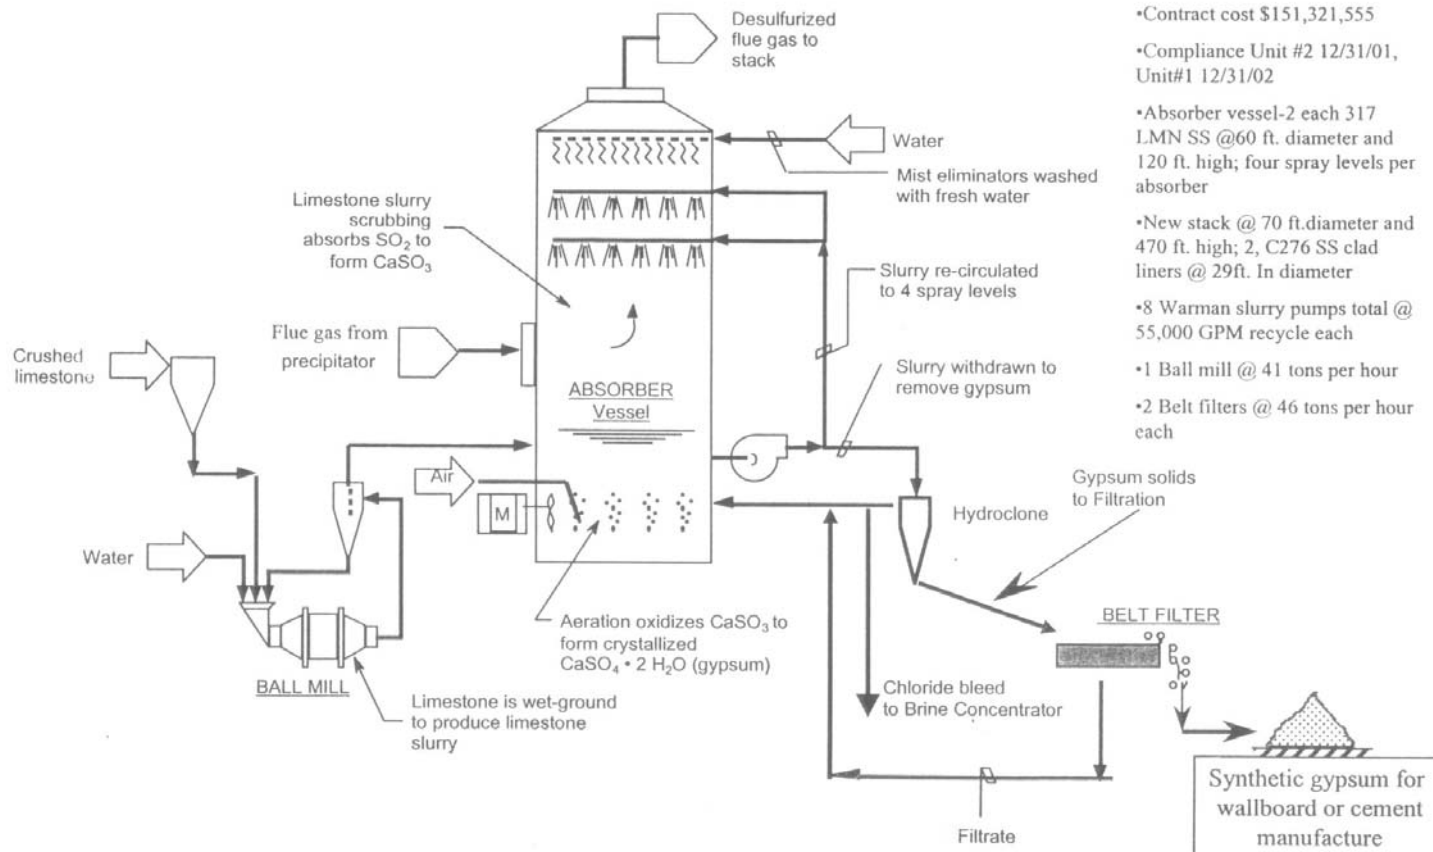 Desulfurized
flue gas to
stack
•Contract cost $151,321,555
•Compliance Unit #2 12/31/01,
Unit#1 12/31/02
•Absorber vessel-2 each 317
LMN SS @60 ft. diameter and
120 ft. high; four spray levels per
absorber
•New stack @ 70 ft.diameter and
470 ft. high; 2, C276 SS clad
liners @ 29ft. In diameter
•8 Warman slurry pumps total @
55,000 GPM recycle each
•1 Ball mill @ 41 tons per hour
•2 Belt filters @ 46 tons per hour
each
Water
Mist eliminators washed
with fresh water
Limestone slurry
scrubbing
absorbs SO2 to
form CaSO3
Slurry re-circulated
to 4 spray levels
Flue gas from
precipitator
Crushed
limestone
Slurry withdrawn to
remove gypsum
ABSORBER
Vessel
Air
M
Gypsum solids
to Filtration
Hydroclone
Water
BELT FILTER
Aeration oxidizes CaSO3 to
form crystallized
CaSO4 • 2 H2O (gypsum)
BALL MILL
Limestone is wet-ground
to produce limestone
slurry
Chloride bleed
to Brine Concentrator
Filtrate
Synthetic gypsum for
wallboard or cement
manufacture